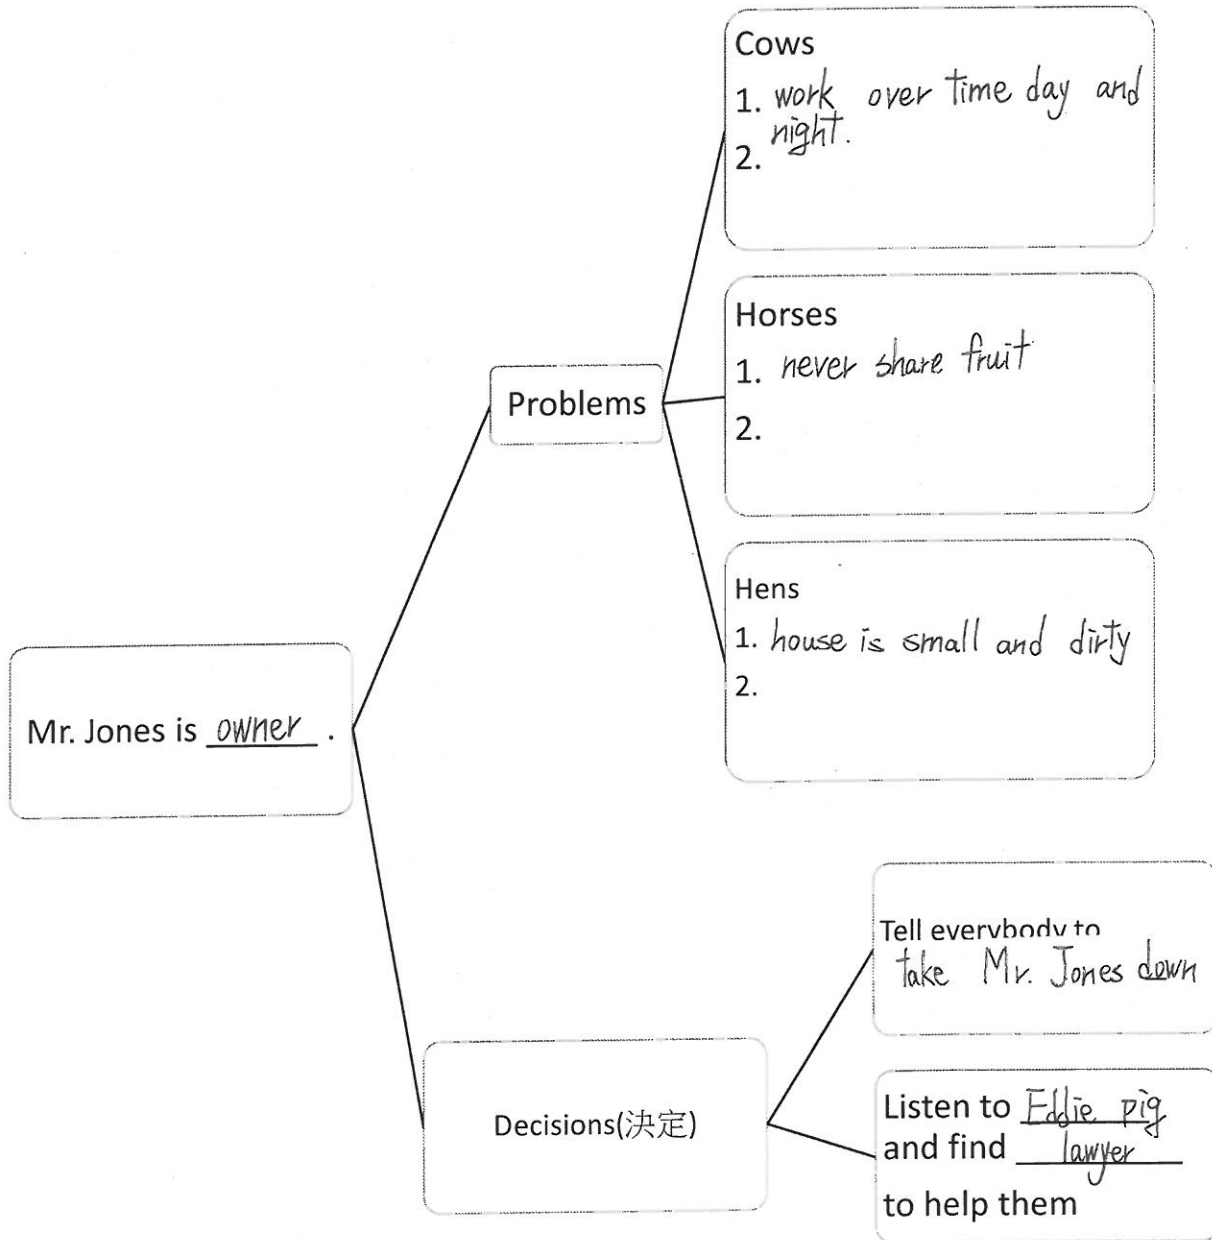 Cows
1. work over time day and
night.
2.
Horses
1. never share fruit
2.
Problems
Hens
1. house is small and dirty
2.
Mr. Jones is owner .
Tell everybody to
take Mr. Jones down
Decisions(決定)
Listen to Eddie pig
and find lawyer
to help them